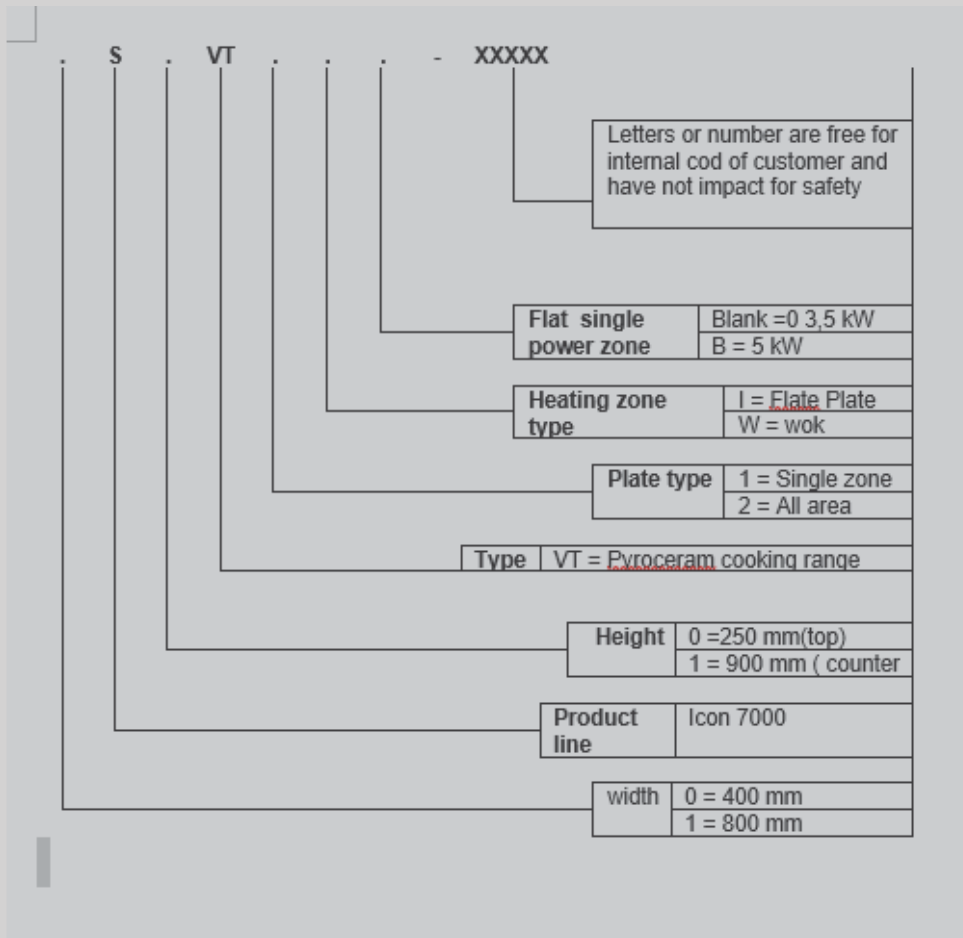 . S . VT . . . - XXXXX
Letters or number are free for
internal cod of customer and
have not impact for safety
Flat single Blank =0 3,5 kW
power zone B = 5 kW
Heating zone I = Flate Plate
type W = wok
Plate type 1 = Single zone
2 = All area
Type VT = Pyroceram cooking range
Height 0 =250 mm(top)
1 = 900 mm ( counter
Product Icon 7000
line
width 0 = 400 mm
1 = 800 mm